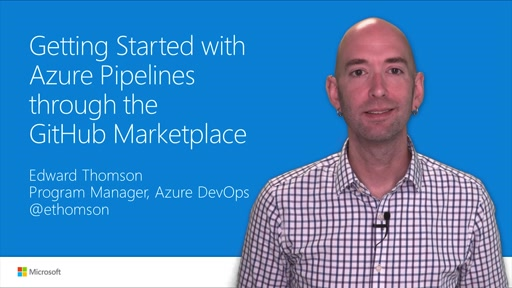 Getting Started with
Azure Pipelines
through the
GitHub Marketplace
Edward Thomson
Program Manager, Azure DevOps
@ethomson
Microsoft